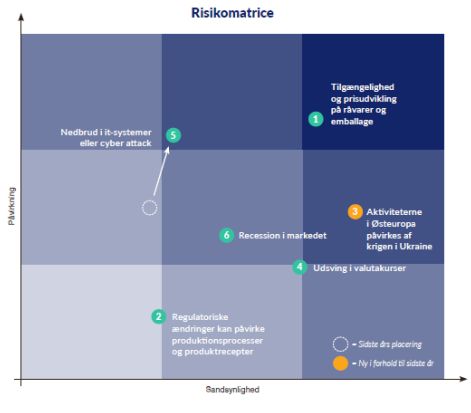 Risikomatrice
Påvirkning
1
Tilgængelighed
og prisudvikling
på råvarer og
emballage
Nedbrud i it-systemer
eller cyber attack
5
3
Aktiviteterne
i Østeuropa
påvirkes af
krigen i Ukraine
6
Recession i markedet
4
Udsving i valutakurser
2
Regulatoriske
ændringer kan påvirke
produktionsprocesser
og produktrecepter
= Sidste års placering
= Ny i forhold til sidste år
Sandsynlighed